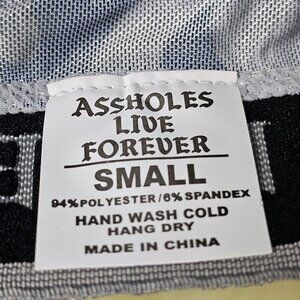 ASSHOLES
LIVE
FOREVER
SMALL
94%POLYESTER/6%SPANDEX
HAND WASH COLD
HANG DRY
MADE IN CHINA